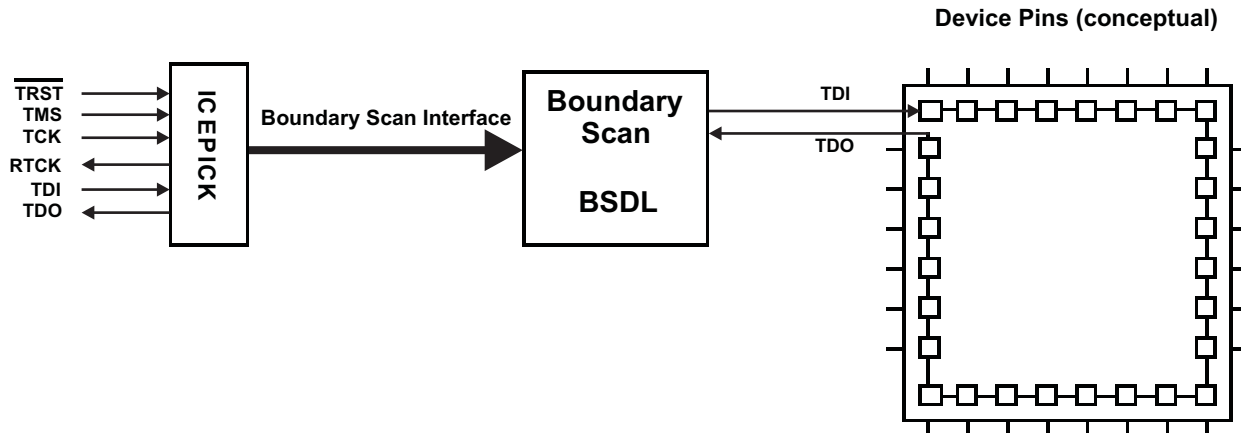 Device Pins (conceptual)
TRST
TMS
TCK
RTCK
TDI
TDO
ICEPICK
Boundary Scan Interface
Boundary
Scan
BSDL
TDI
TDO